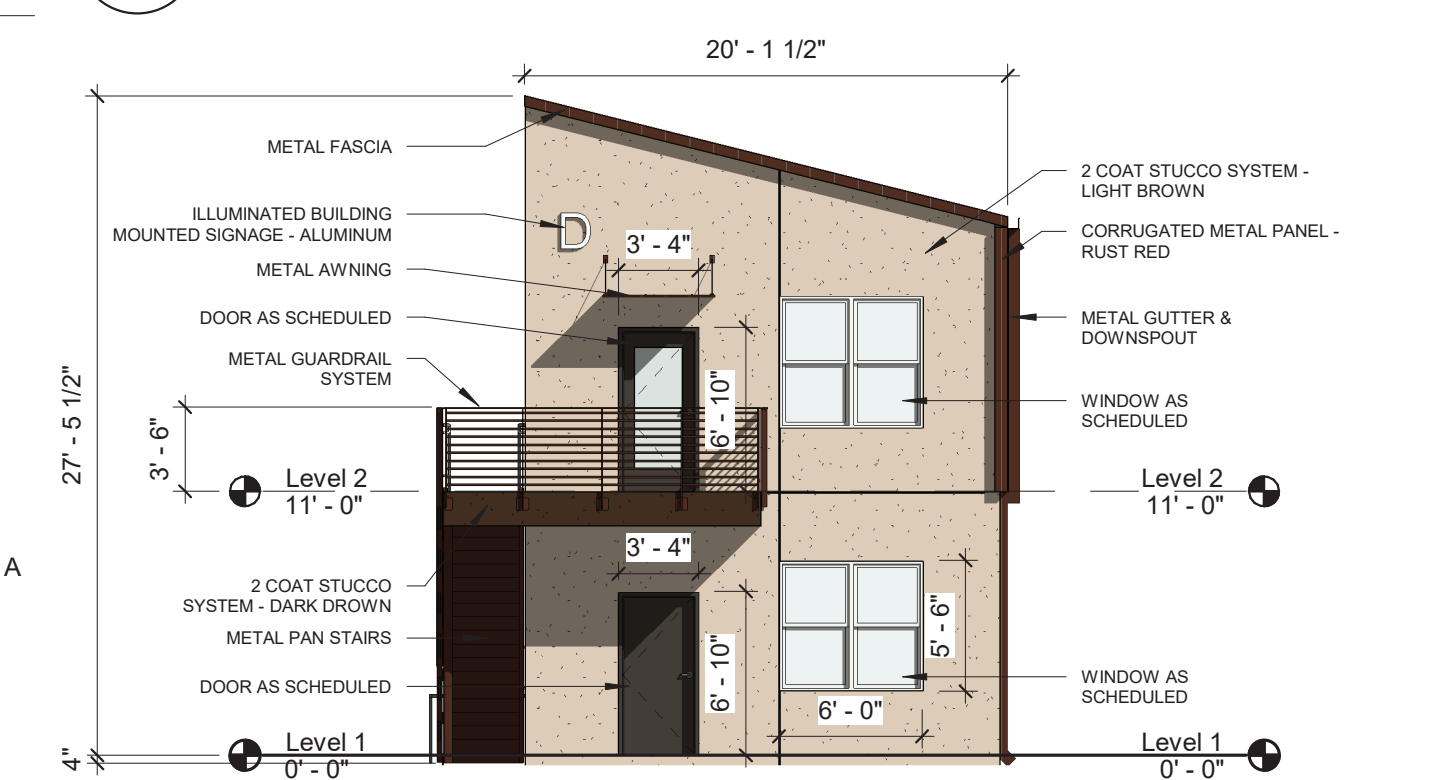 20' - 1 1/2"
METAL FASCIA
ILLUMINATED BUILDING
MOUNTED SIGNAGE - ALUMINUM
METAL AWNING
DOOR AS SCHEDULED
METAL GUARDRAIL
SYSTEM
D
3' - 4"
2 COAT STUCCO SYSTEM -
LIGHT BROWN
CORRUGATED METAL PANEL -
RUST RED
METAL GUTTER &
DOWNSPOUT
WINDOW AS
SCHEDULED
27' - 5 1/2"
3' - 6"
6' - 10"
Level 2
11' - 0"
Level 2
11' - 0"
A
3' - 4"
2 COAT STUCCO
SYSTEM - DARK DROWN
METAL PAN STAIRS
DOOR AS SCHEDULED
6' - 10"
5' - 6"
6' - 0"
WINDOW AS
SCHEDULED
4"
Level 1
0' - 0"
Level 1
0' - 0"